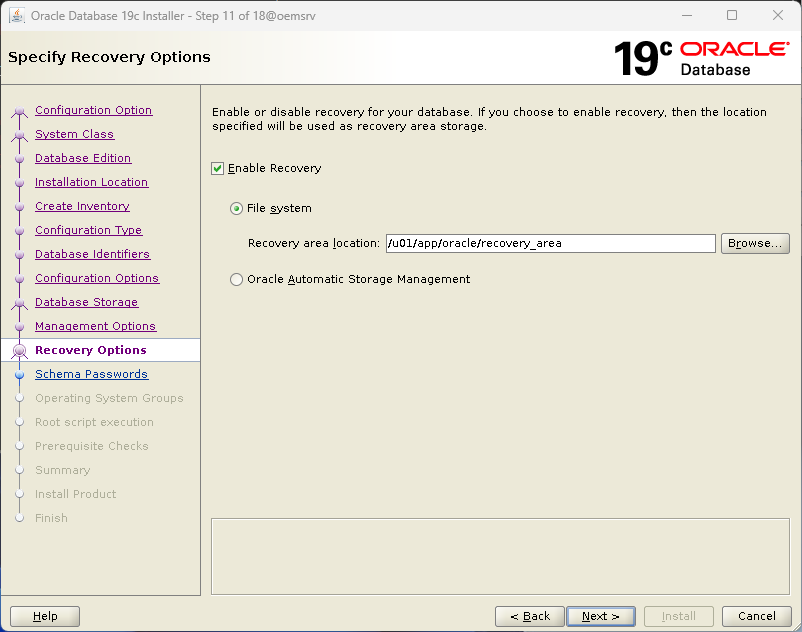 Oracle Database 19c Installer - Step 11 of 18@oemsrv
Specify Recovery Options
19c ORACLE
Database
Configuration Option
System Class
Database Edition
Installation Location
Create Inventory
Configuration Type
Database Identifiers
Configuration Options
Database Storage
Management Options
Recovery Options
Schema Passwords
Operating System Groups
Root script execution
Prerequisite Checks
Summary
Install Product
Finish
Enable or disable recovery for your database. If you choose to enable recovery, then the location
specified will be used as recovery area storage.
Enable Recovery
File system
Recovery area location: /u01/app/oracle/recovery_area Browse...
Oracle Automatic Storage Management
Help < Back Next > Install Cancel